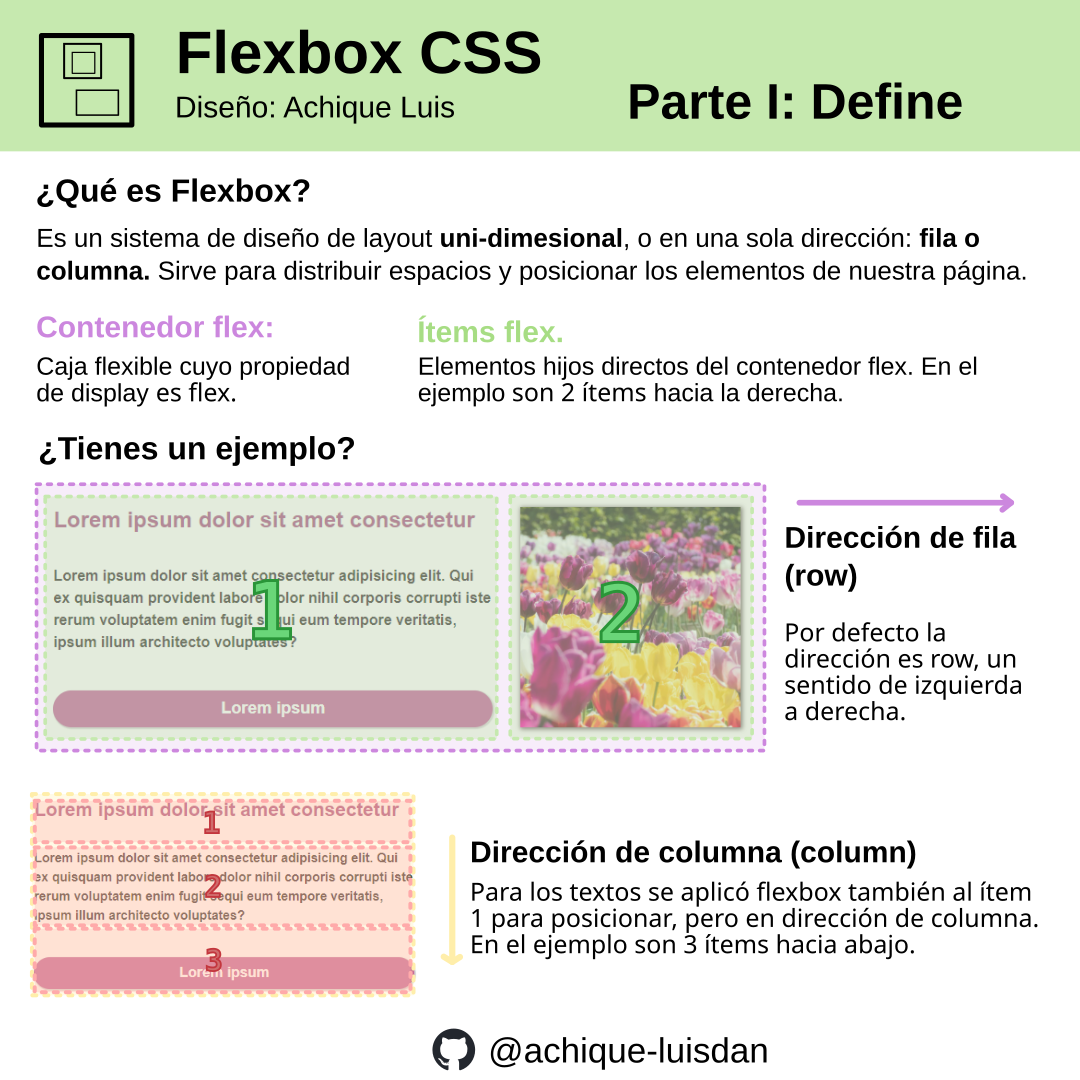 Flexbox CSS
Diseño: Achique Luis
Parte I: Define
¿Qué es Flexbox?
Es un sistema de diseño de layout uni-dimesional, o en una sola dirección: fila o
columna. Sirve para distribuir espacios y posicionar los elementos de nuestra página.
Contenedor flex:
Caja flexible cuyo propiedad
de display es flex.
Ítems flex.
Elementos hijos directos del contenedor flex. En el
ejemplo son 2 ítems hacia la derecha.
¿Tienes un ejemplo?
Lorem ipsum dolor sit amet consectetur
Lorem ipsum dolor sit amet consectetur adipisicing elit. Qui
ex quisquam provident labore dolor nihil corporis corrupti iste
rerum voluptatem enim fugit sequi eum tempore veritatis,
ipsum illum architecto voluptates?
1
Lorem ipsum
2
Dirección de fila
(row)
Por defecto la
dirección es row, un
sentido de izquierda
a derecha.
Lorem ipsum dolor sit amet consectetur
1
Lorem ipsum dolor sit amet consectetur adipisicing elit. Qui
ex quisquam provident labore dolor nihil corporis corrupti iste
2
rerum voluptatem enim fugit sequi eum tempore veritatis,
ipsum illum architecto voluptates?
3
Lorem ipsum
Dirección de columna (column)
Para los textos se aplicó flexbox también al ítem
1 para posicionar, pero en dirección de columna.
En el ejemplo son 3 ítems hacia abajo.
@achique-luisdan